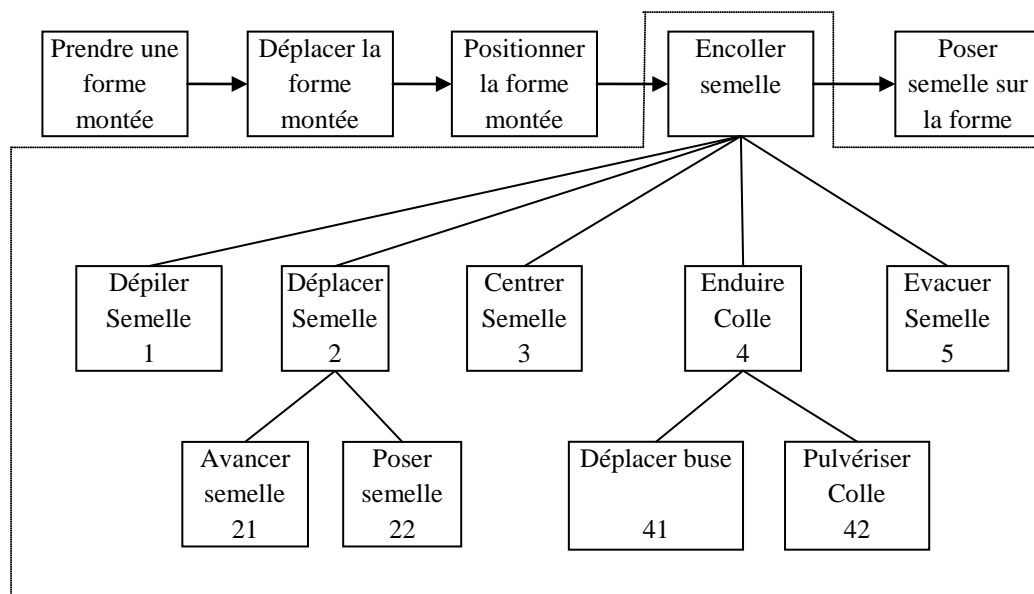 Prendre une
forme
montée
Déplacer la
forme
montée
Positionner
la forme
montée
Encoller
semelle
Poser
semelle sur
la forme
Dépiler
Semelle
1
Déplacer
Semelle
2
Centrer
Semelle
3
Enduire
Colle
4
Evacuer
Semelle
5
Avancer
semelle
21
Poser
semelle
22
Déplacer buse
41
Pulvériser
Colle
42